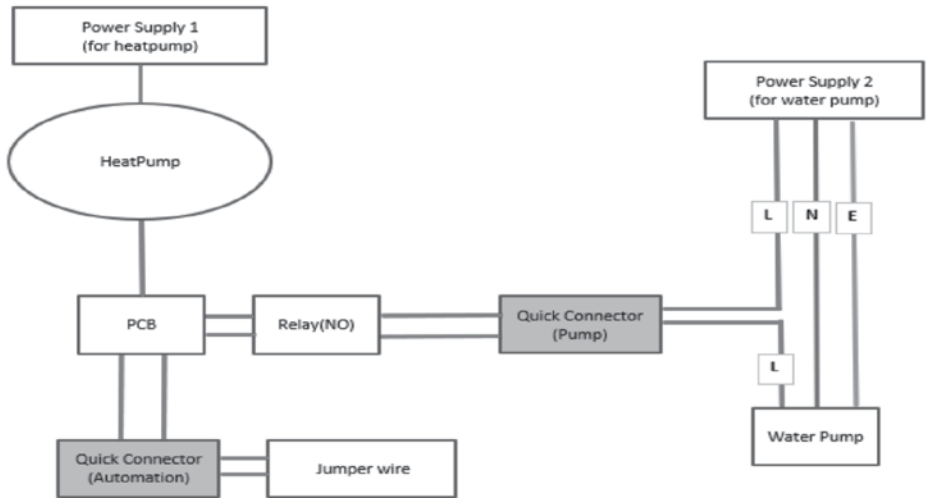 Power Supply 1
(for heatpump)
Power Supply 2
(for water pump)
HeatPump
L
N
E
PCB
Relay(NO)
Quick Connector
(Pump)
L
Water Pump
Quick Connector
(Automation)
Jumper wire